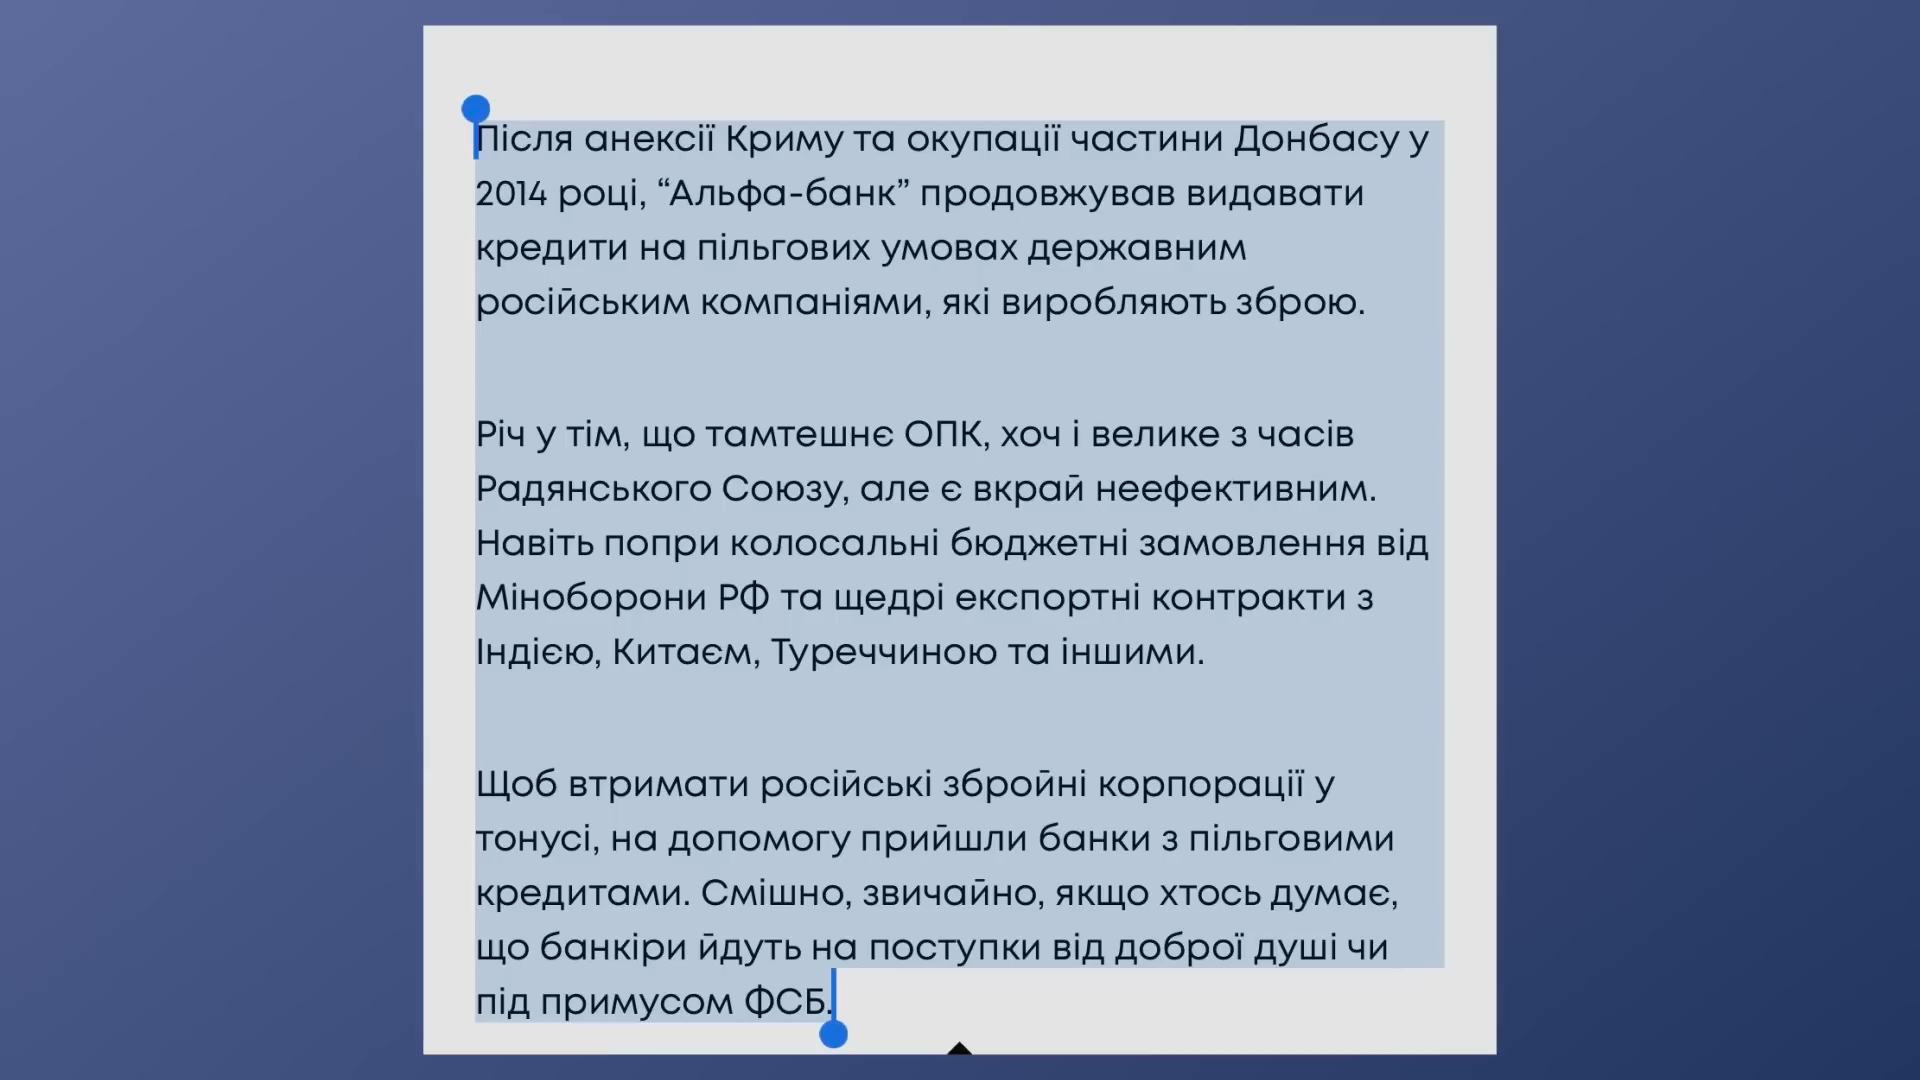 Після анексії Криму та окупації частини Донбасу у
2014 році, “Альфа-банк” продовжував видавати
кредити на пільгових умовах державним
російським компаніями, які виробляють зброю.
Річ у тім, що тамтешнє ОПК, хоч і велике з часів
Радянського Союзу, але є вкрай неефективним.
Навіть попри колосальні бюджетні замовлення від
Міноборони РФ та щедрі експортні контракти з
Індією, Китаєм, Туреччиною та іншими.
Щоб втримати російські збройні корпорації у
тонусі, на допомогу прийшли банки з пільговими
кредитами. Смішно, звичайно, якщо хтось думає,
що банкіри йдуть на поступки від доброї душі чи
під примусом ФСБ.